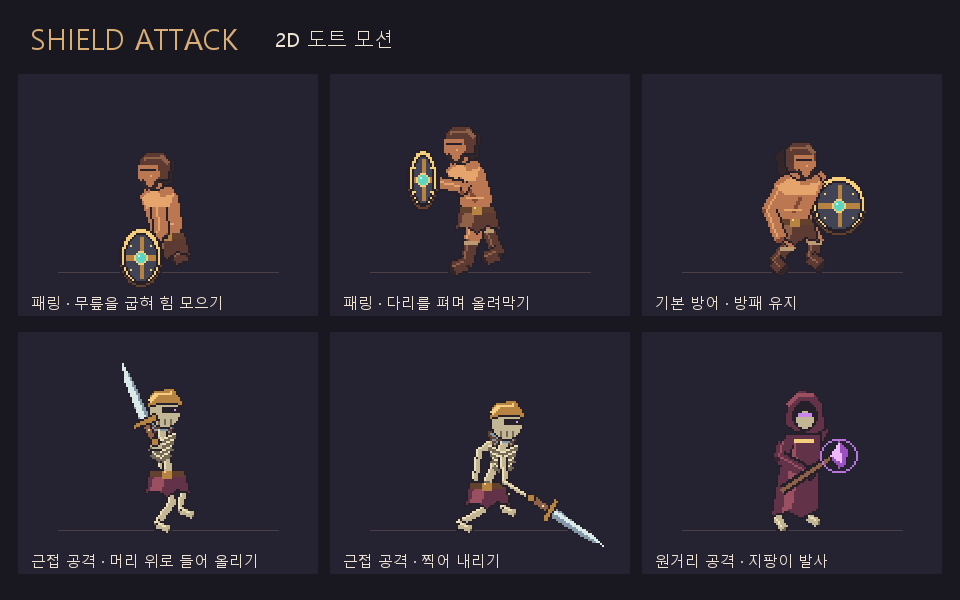 SHIELD ATTACK 2D 도트 모션
패링 · 무릎을 굽혀 힘 모으기
패링 · 다리를 펴며 올려막기
기본 방어 · 방패 유지
근접 공격 · 머리 위로 들어 올리기
근접 공격 · 찍어 내리기
원거리 공격 · 지팡이 발사